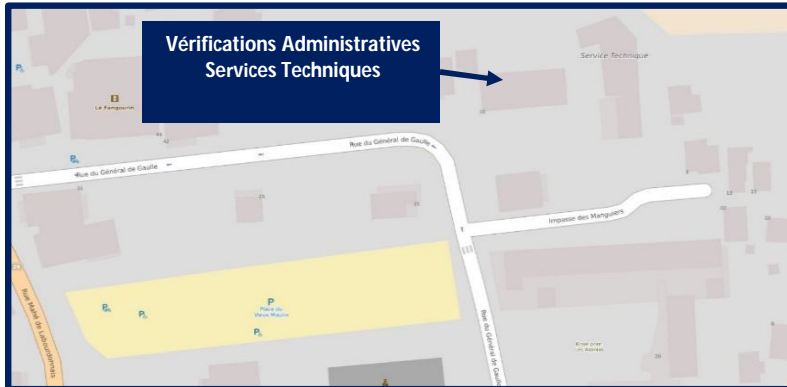 Vérifications Administratives
Services Techniques
Service Technique
Le Fangourin
Rue du Général de Gaulle
Rue du Général de Gaulle
Impasse des Manguiers
Place du
Vieux Moulin
Rue du Général de Gaulle
Rue Mahé de Labourdonnais